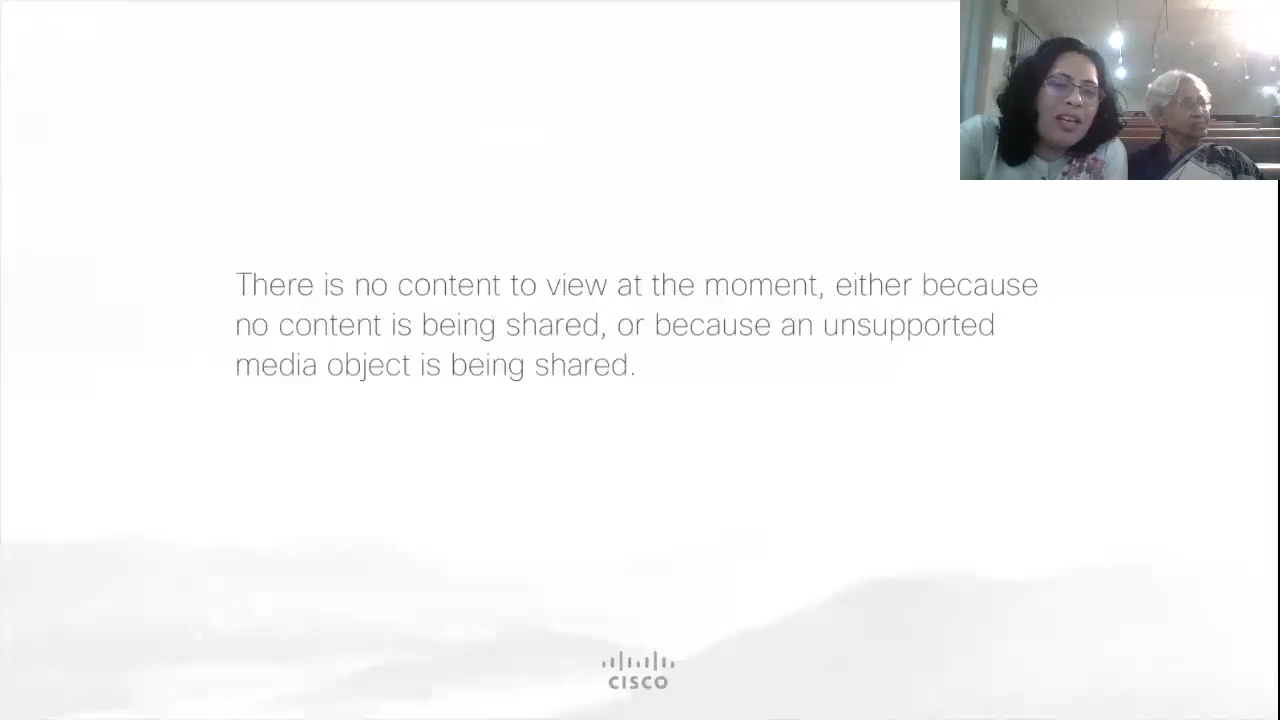 There is no content to view at the moment, either because
no content is being shared, or because an unsupported
media object is being shared.
CISCO